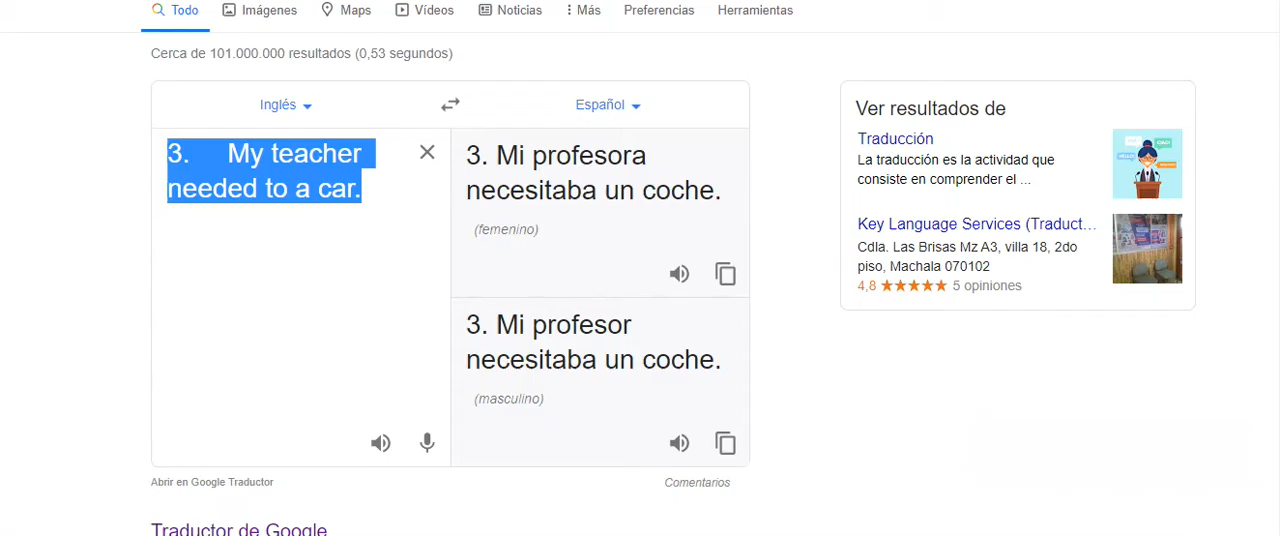 Todo Imágenes Maps Vídeos Noticias Más Preferencias Herramientas
Cerca de 101.000.000 resultados (0,53 segundos)
Inglés Español
3. My teacher
needed to a car.
3. Mi profesora
necesitaba un coche.
(femenino)
3. Mi profesor
necesitaba un coche.
(masculino)
Abrir en Google Traductor
Comentarios
Traductor de Google
Ver resultados de
Traducción
La traducción es la actividad que
consiste en comprender el ...
Key Language Services (Traduct...
Cdla. Las Brisas Mz A3, villa 18, 2do
piso, Machala 070102
4,8 ★★★★★ 5 opiniones